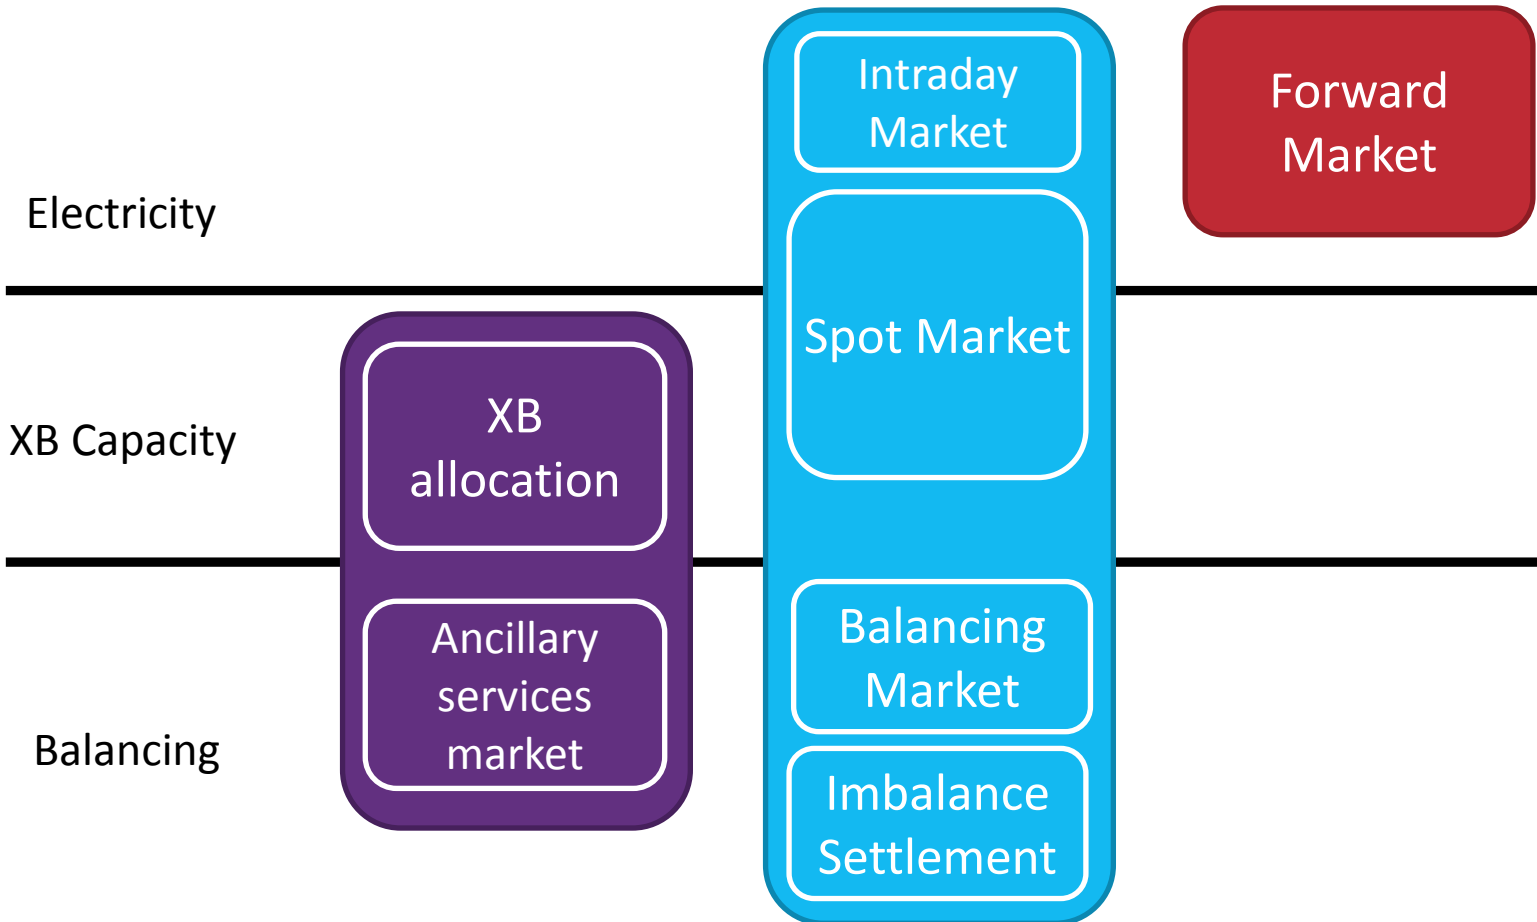 Intraday
Market
Forward
Market
Electricity
Spot Market
XB Capacity
XB
allocation
Balancing
Ancillary
services
market
Balancing
Market
Imbalance
Settlement